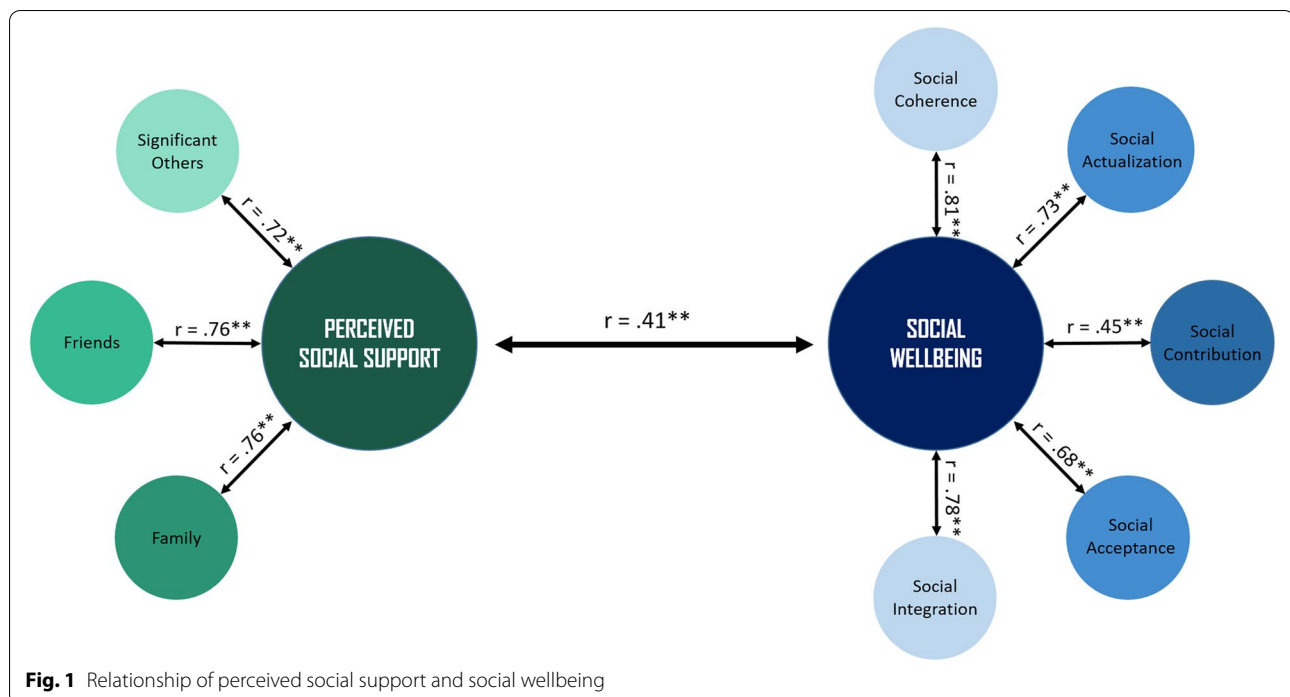 Significant
Others
r = .72**
Friends
r = .76**
Family
r = .76**
PERCEIVED
SOCIAL SUPPORT
r = .41**
SOCIAL
WELLBEING
Social
Coherence
r = .81**
Social
Actualization
r = .73**
Social
Contribution
r = .45**
Social
Acceptance
r = .68**
Social
Integration
r = .78**
Fig. 1 Relationship of perceived social support and social wellbeing